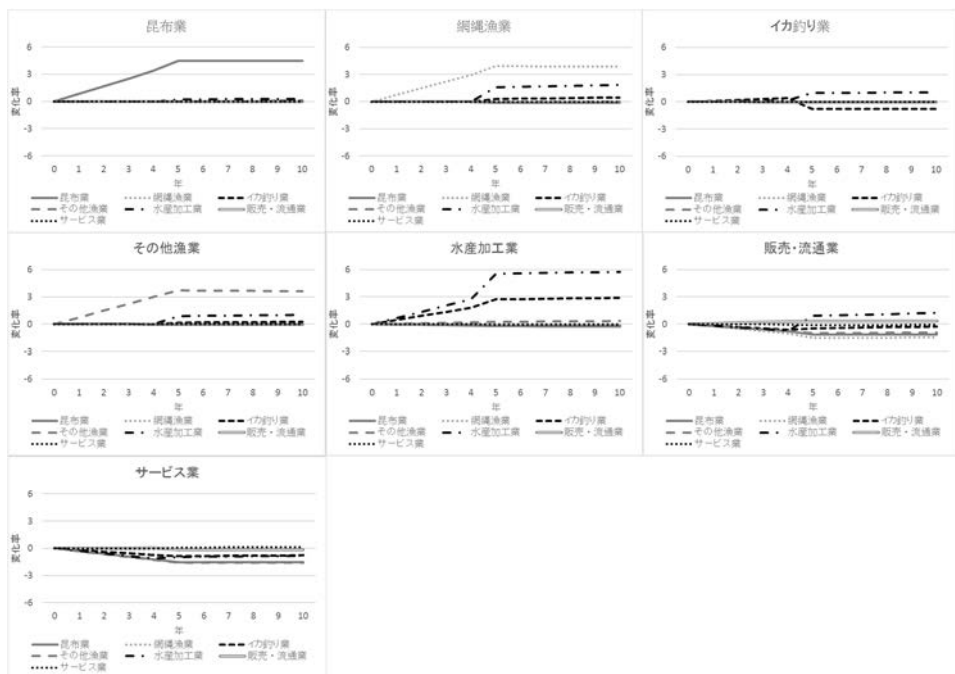 昆布業
6
3
0
-3
-6
変化率
0 1 2 3 4 5 6 7 8 9 10
年
昆布業 網縄漁業 イカ釣り業
その他漁業 水産加工業 販売・流通業
サービス業
網縄漁業
6
3
0
-3
-6
変化率
0 1 2 3 4 5 6 7 8 9 10
年
昆布業 網縄漁業 イカ釣り業
その他漁業 水産加工業 販売・流通業
サービス業
イカ釣り業
6
3
0
-3
-6
変化率
0 1 2 3 4 5 6 7 8 9 10
年
昆布業 網縄漁業 イカ釣り業
その他漁業 水産加工業 販売・流通業
サービス業
その他漁業
6
3
0
-3
-6
変化率
0 1 2 3 4 5 6 7 8 9 10
年
昆布業 網縄漁業 イカ釣り業
その他漁業 水産加工業 販売・流通業
サービス業
水産加工業
6
3
0
-3
-6
変化率
0 1 2 3 4 5 6 7 8 9 10
年
昆布業 網縄漁業 イカ釣り業
その他漁業 水産加工業 販売・流通業
サービス業
販売・流通業
6
3
0
-3
-6
変化率
0 1 2 3 4 5 6 7 8 9 10
年
昆布業 網縄漁業 イカ釣り業
その他漁業 水産加工業 販売・流通業
サービス業
サービス業
6
3
0
-3
-6
変化率
0 1 2 3 4 5 6 7 8 9 10
年
昆布業 網縄漁業 イカ釣り業
その他漁業 水産加工業 販売・流通業
サービス業